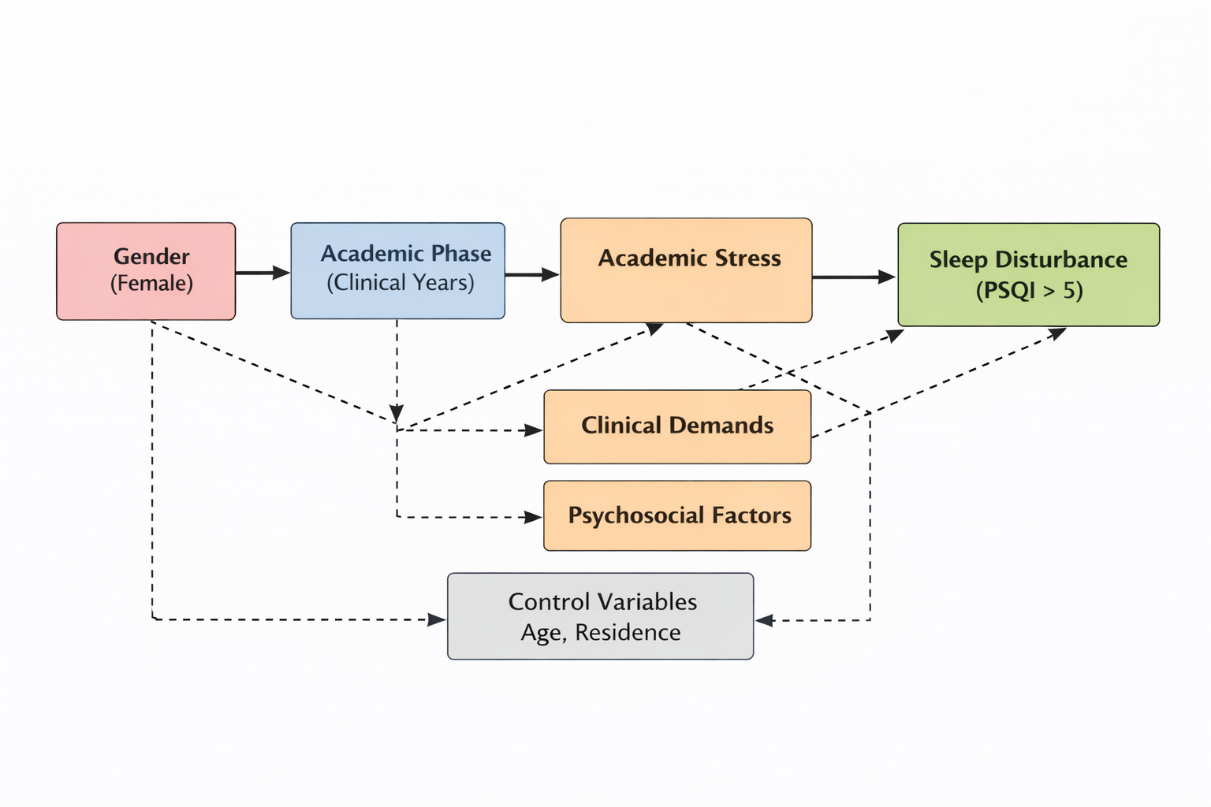 Gender
(Female)
Academic Phase
(Clinical Years)
Academic Stress
Sleep Disturbance
(PSQI > 5)
Clinical Demands
Psychosocial Factors
Control Variables
Age, Residence